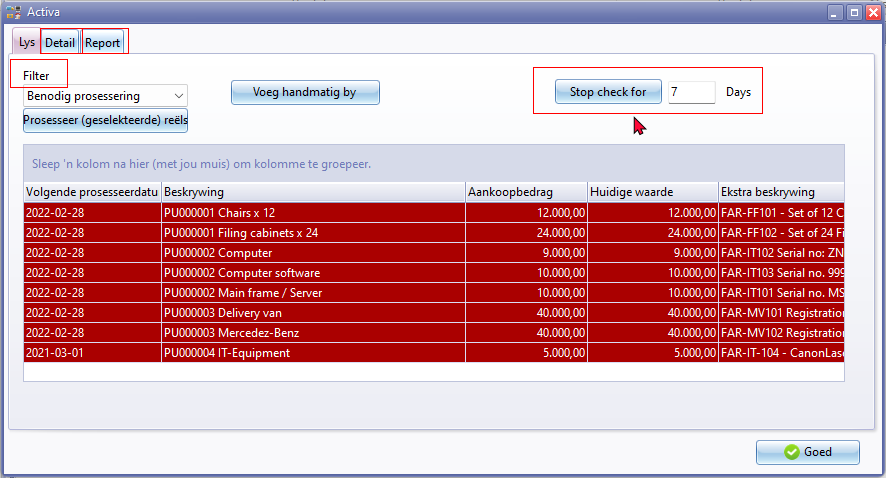 Activa
Lys Detail Report
Filter
Benodig prosessering
Voeg handmatig by
Stop check for 7 Days
Prosesseer (geselekteerde) reëls
Sleep 'n kolom na hier (met jou muis) om kolomme te groepeer.
Volgende prosesseerdatu Beskrywing Aankoopbedrag Huidige waarde Ekstra beskrywing
2022-02-28 PU000001 Chairs x 12 12.000,00 12.000,00 FAR-FF101 - Set of 12 C
2022-02-28 PU000001 Filing cabinets x 24 24.000,00 24.000,00 FAR-FF102 - Set of 24 Fi
2022-02-28 PU000002 Computer 9.000,00 9.000,00 FAR-IT102 Serial no: ZN
2022-02-28 PU000002 Computer software 10.000,00 10.000,00 FAR-IT103 Serial no. 999
2022-02-28 PU000002 Main frame / Server 10.000,00 10.000,00 FAR-IT101 Serial no. MS
2022-02-28 PU000003 Delivery van 40.000,00 40.000,00 FAR-MV101 Registration
2022-02-28 PU000003 Mercedez-Benz 40.000,00 40.000,00 FAR-MV102 Registration
2021-03-01 PU000004 IT-Equipment 5.000,00 5.000,00 FAR-IT-104 - CanonLase
Goed